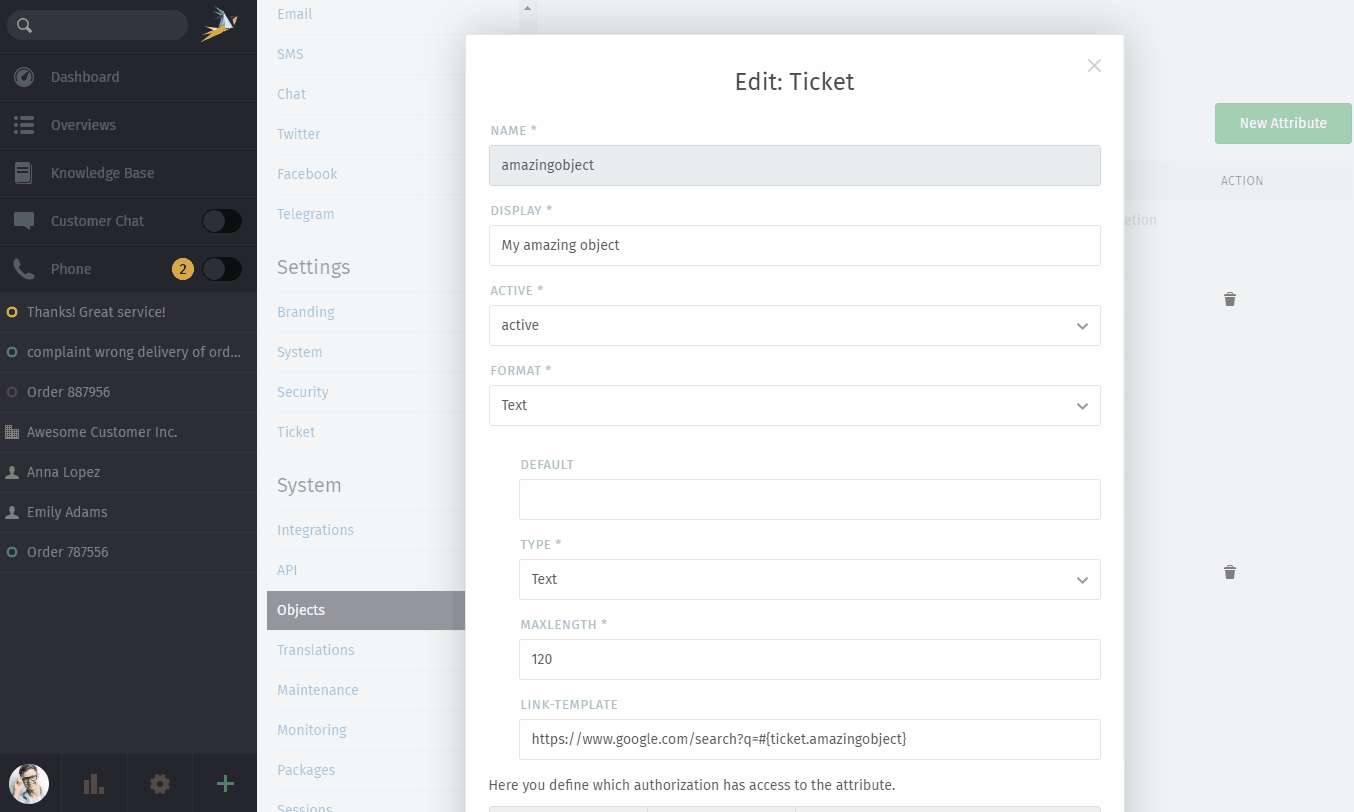 Dashboard
Overviews
Knowledge Base
Customer Chat
Phone
2
Thanks! Great service!
complaint wrong delivery of ord...
Order 887956
Awesome Customer Inc.
Anna Lopez
Emily Adams
Order 787556
Email
SMS
Chat
Twitter
Facebook
Telegram
Settings
Branding
System
Security
Ticket
System
Integrations
API
Objects
Translations
Maintenance
Monitoring
Packages
Sessions
Edit: Ticket
NAME *
amazingobject
DISPLAY *
My amazing object
ACTIVE *
active
FORMAT *
Text
DEFAULT
TYPE *
Text
MAXLENGTH *
120
LINK-TEMPLATE
https://www.google.com/search?q=#{ticket.amazingobject}
Here you define which authorization has access to the attribute.
New Attribute
ACTION
etion